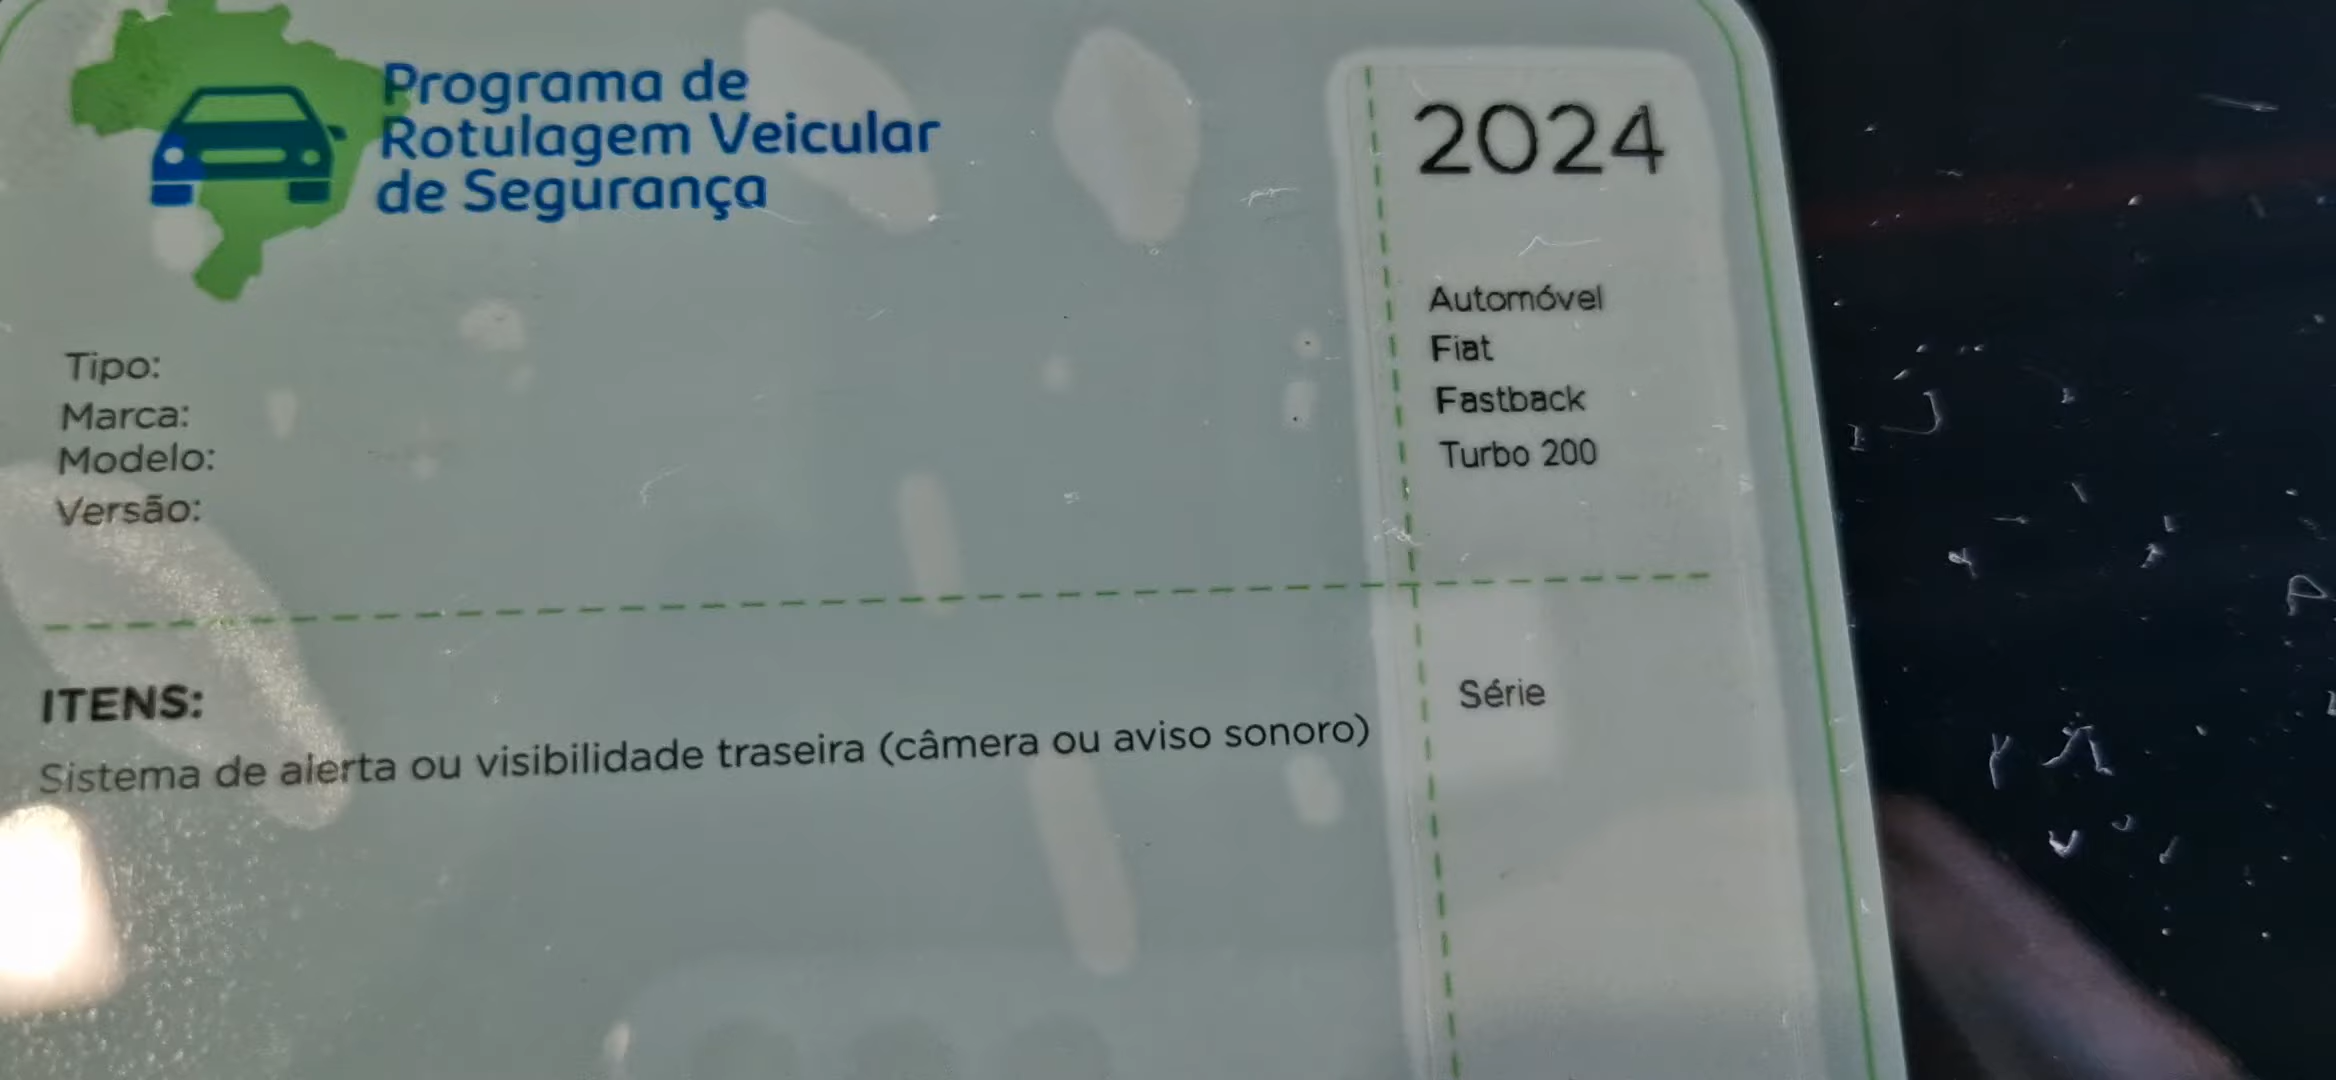 Programa de
Rotulagem Veicular
de Segurança
2024
Tipo: Automóvel
Marca: Fiat
Modelo: Fastback
Versão: Turbo 200
ITENS:
Sistema de alerta ou visibilidade traseira (câmera ou aviso sonoro) Série